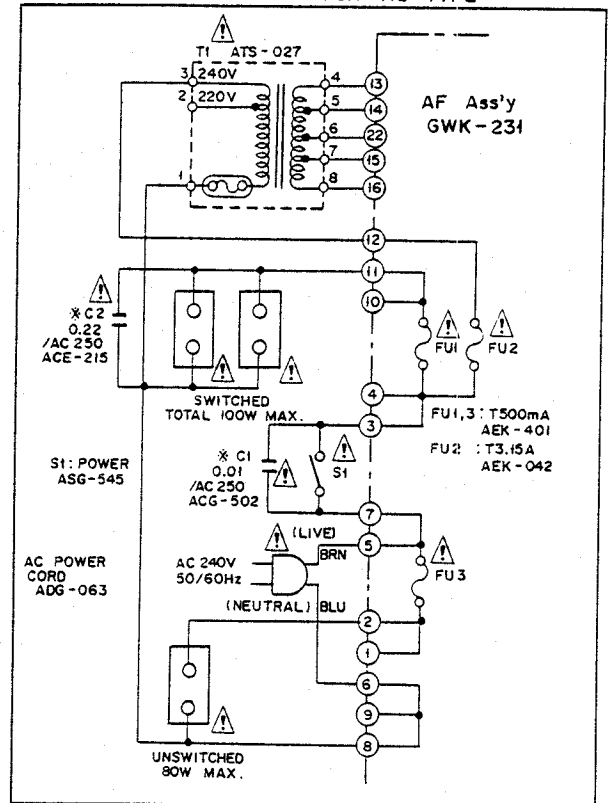 T1 ATS-027
3 240V
2 220V
1
4
5
6
7
8
13
14
22
15
16
AF Ass'y
GWK-231
12
11
10
※C2
0.22
/AC250
ACE-215
SWITCHED
TOTAL 100W MAX.
FU1
FU2
4
3
FU1,3 : T500mA
AEK-401
FU2 : T3.15A
AEK-042
S1: POWER
ASG-545
※ C1
0.01
/AC250
ACG-502
S1
7
(LIVE)
5
BRN
AC 240V
50/60Hz
FU3
AC POWER
CORD
ADG-063
(NEUTRAL) BLU
2
1
6
9
8
UNSWITCHED
80W MAX.